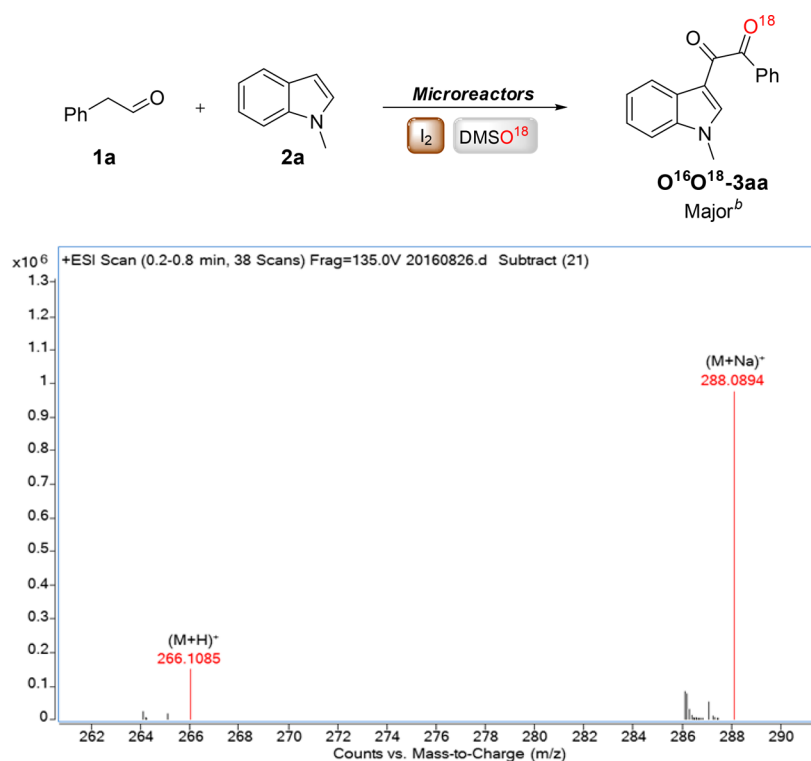 O
O18
Ph
N
Ph
O
+
N
Microreactors
I2
DMSO18
1a
2a
O16O18-3aa
Majorb
x10 6
+ESI Scan (0.2-0.8 min, 38 Scans) Frag=135.0V 20160826.d Subtract (21)
1.3
1.2
1.1
1
0.9
0.8
0.7
0.6
0.5
0.4
0.3
0.2
0.1
0
(M+Na)+
288.0894
(M+H)+
266.1085
262 264 266 268 270 272 274 276 278 280 282 284 286 288 290
Counts vs. Mass-to-Charge (m/z)